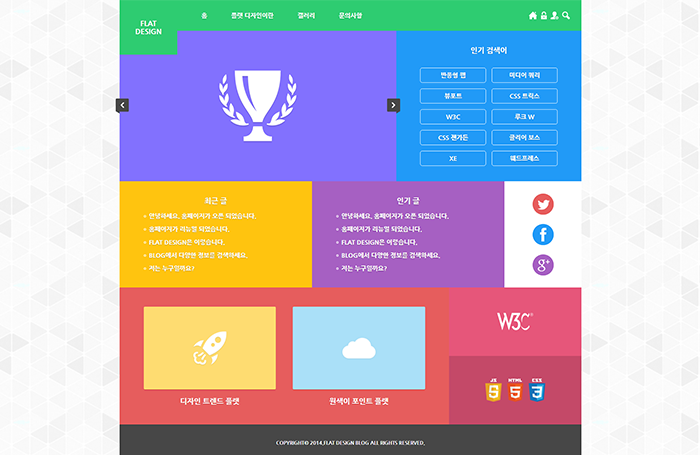 FLAT
DESIGN
홈
플랫 디자인이란
갤러리
문의사항
인기 검색어
반응형 웹
미디어 쿼리
뷰포트
CSS 트릭스
W3C
루크 W
CSS 젠가든
클리어 보스
XE
워드프레스
최근 글
안녕하세요, 홈페이지가 오픈 되었습니다.
홈페이지가 리뉴얼 되었습니다.
FLAT DESIGN은 이렇습니다.
BLOG에서 다양한 정보를 검색하세요.
저는 누구일까요?
인기 글
안녕하세요, 홈페이지가 오픈 되었습니다.
홈페이지가 리뉴얼 되었습니다.
FLAT DESIGN은 이렇습니다.
BLOG에서 다양한 정보를 검색하세요.
저는 누구일까요?
g+
W3C®
디자인 트렌드 플랫
원색이 포인트 플랫
JS
HTML
CSS
5
5
3
COPYRIGHT© 2014.FLAT DESIGN BLOG ALL RIGHTS RESERVED.